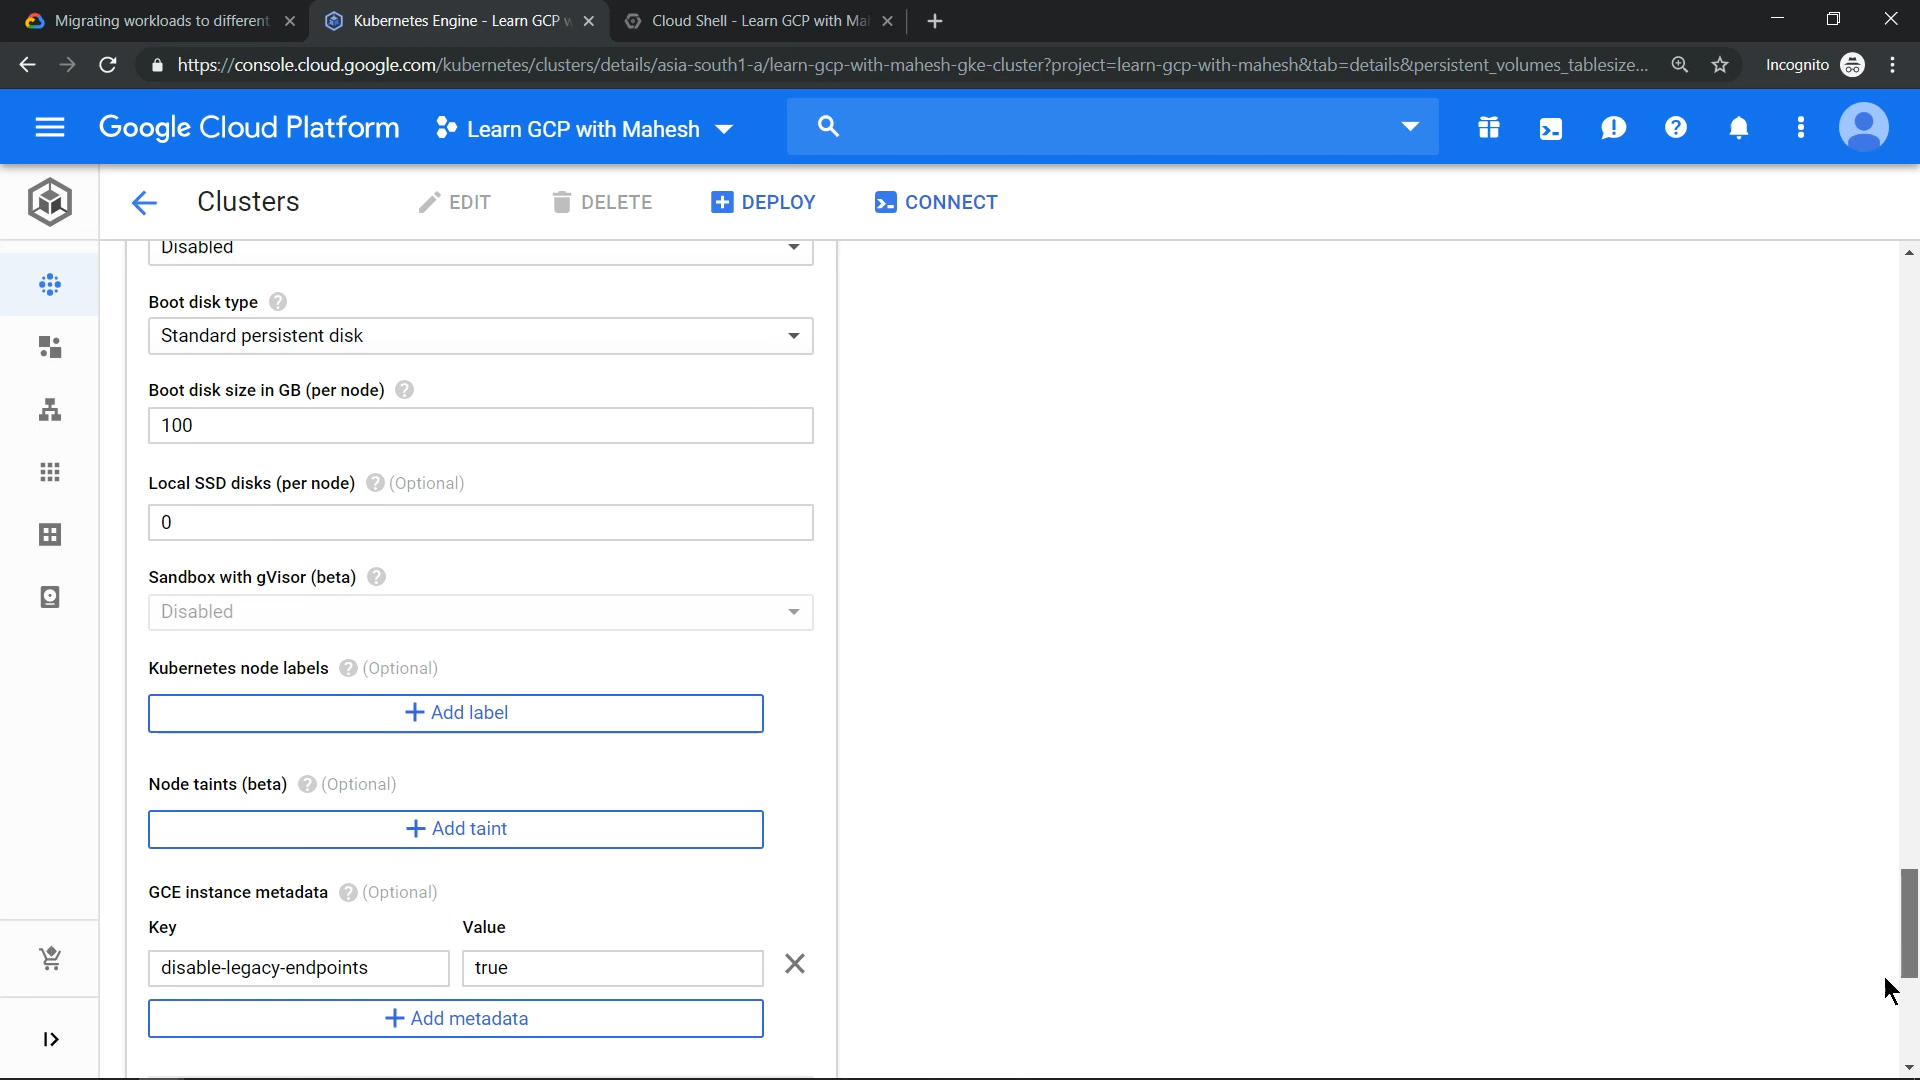 Migrating workloads to different
Kubernetes Engine - Learn GCP w
Cloud Shell - Learn GCP with Mah
https://console.cloud.google.com/kubernetes/clusters/details/asia-south1-a/learn-gcp-with-mahesh-gke-cluster?project=learn-gcp-with-mahesh&tab=details&persistent_volumes_tablesize...
Incognito
Google Cloud Platform
Learn GCP with Mahesh
Clusters
EDIT
DELETE
DEPLOY
CONNECT
Disabled
Boot disk type
Standard persistent disk
Boot disk size in GB (per node)
100
Local SSD disks (per node) (Optional)
0
Sandbox with gVisor (beta)
Disabled
Kubernetes node labels (Optional)
Add label
Node taints (beta) (Optional)
Add taint
GCE instance metadata (Optional)
Key Value
disable-legacy-endpoints true
Add metadata